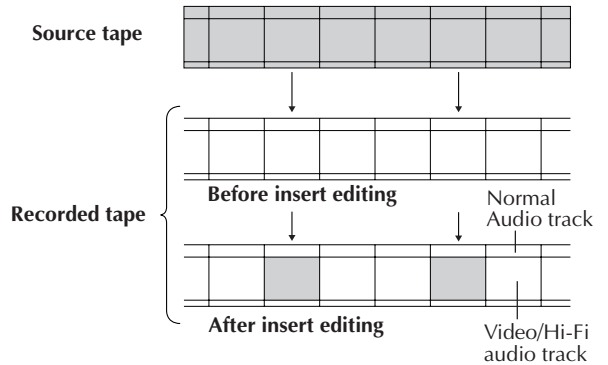 Source tape
Before insert editing
Recorded tape
Normal
Audio track
After insert editing
Video/Hi-Fi
audio track